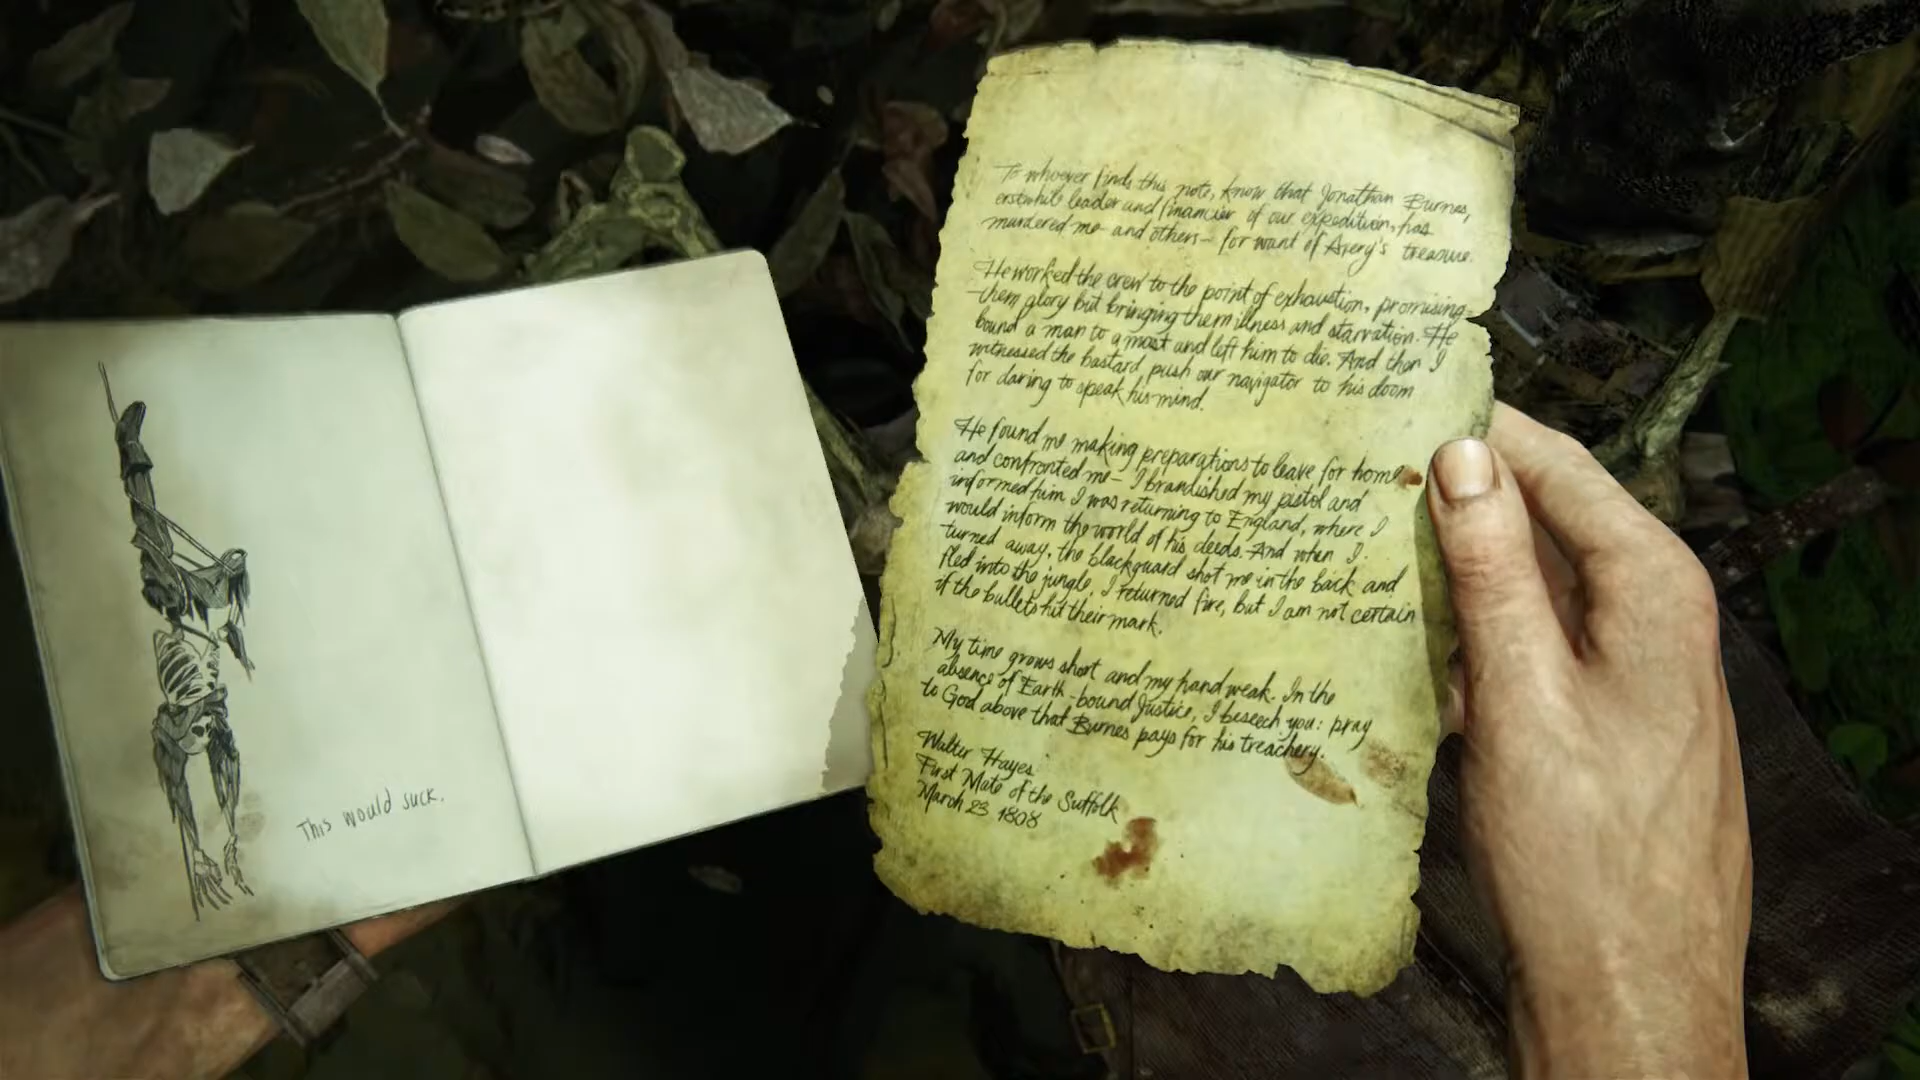 This would suck.
To whoever finds this note, know that Jonathan Burnes,
erstwhile leader and financier of our expedition, has
murdered me and others – for want of Avery's treasure.
He worked the crew to the point of exhaustion, promising
them glory but bringing them illness and starvation. He
bound a man to a mast and left him to die. And then I
witnessed the bastard push our navigator to his doom
for daring to speak his mind.
He found me making preparations to leave for home
and confronted me – I brandished my pistol and
informed him I was returning to England, where I
would inform the world of his deeds. And when I
turned away, the blackguard shot me in the back and
fled into the jungle. I returned fire, but I am not certain
if the bullets hit their mark.
My time grows short and my hand weak. In the
absence of Earth-bound Justice, I beseech you: pray
to God above that Burnes pays for his treachery.
Walter Hayes
First Mate of the Suffolk
March 23 1808